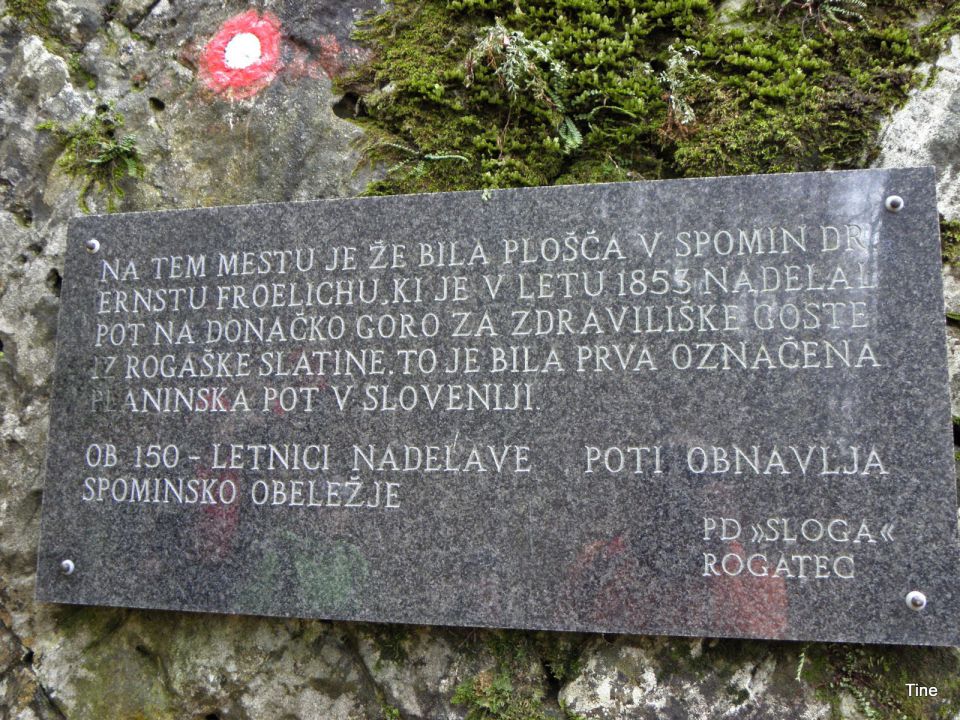 NA TEM MESTU JE ŽE BILA PLOŠČA V SPOMIN DR.
ERNSTU FROELICHU, KI JE V LETU 1853 NADELAL
POT NA DONAČKO GORO ZA ZDRAVILIŠKE GOSTE
IZ ROGAŠKE SLATINE. TO JE BILA PRVA OZNAČENA
PLANINSKA POT V SLOVENIJI.
OB 150 - LETNICI NADELAVE POTI OBNAVLJA
SPOMINSKO OBELEŽJE
PD »SLOGA«
ROGATEC
Tine